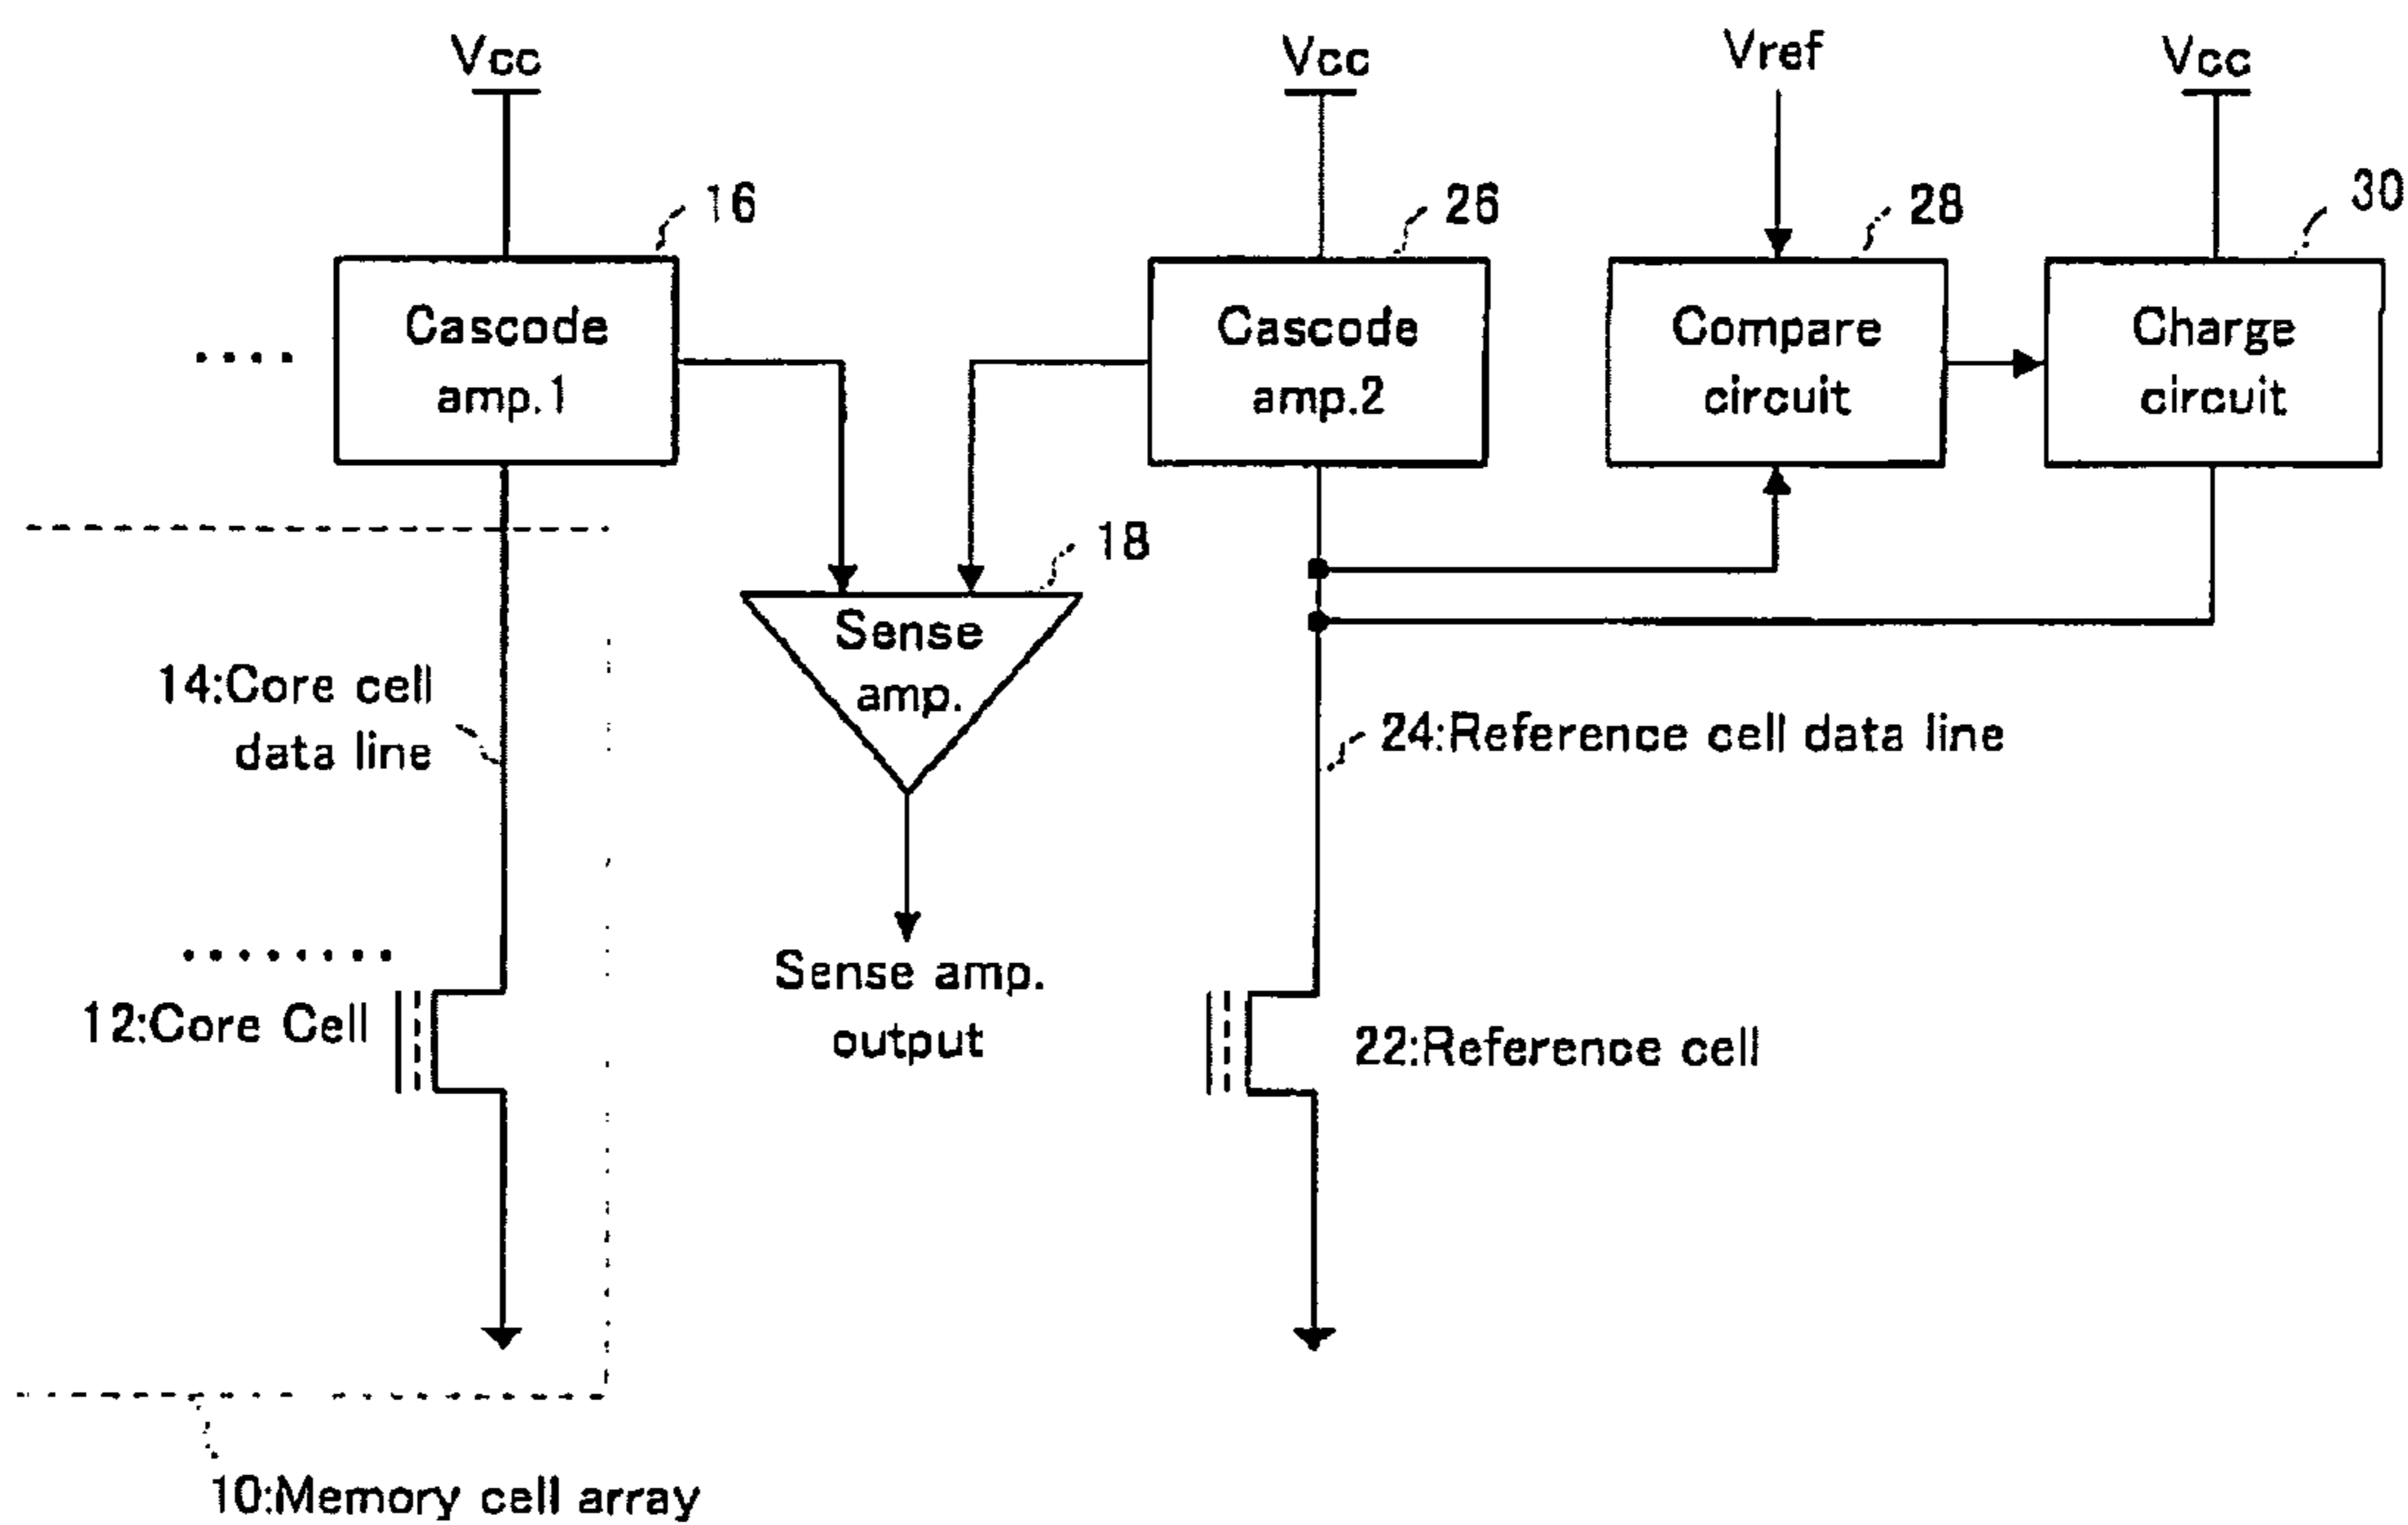 Vcc
Vcc
Vref
Vcc
16
26
28
30
Cascode
amp.1
Cascode
amp.2
Compare
circuit
Charge
circuit
18
Sense
amp.
14:Core cell
data line
24:Reference cell data line
Sense amp.
output
12:Core Cell
22:Reference cell
10:Memory cell array